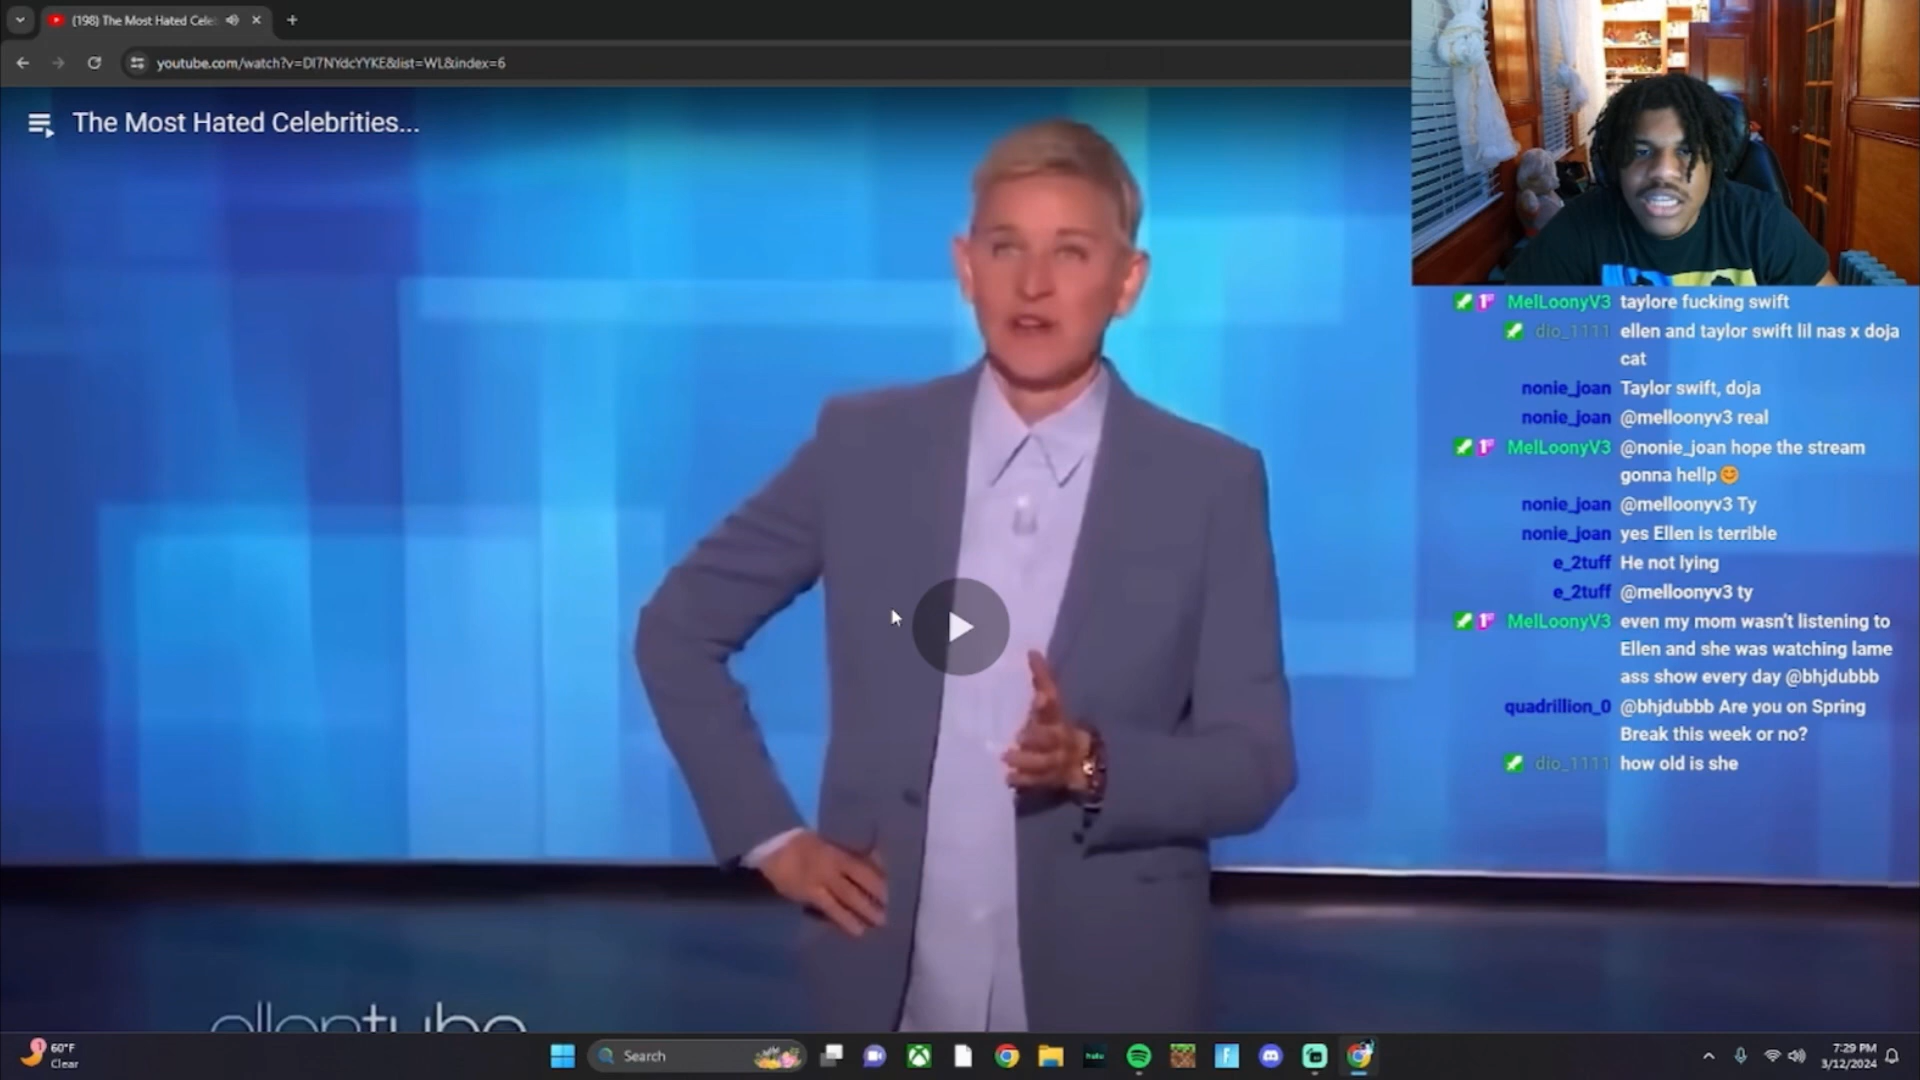 (198) The Most Hated Cele
youtube.com/watch?v=DI7NYdcYYKE&list=WL&index=6
The Most Hated Celebrities...
MelLoonyV3 taylore fucking swift
dio_1111 ellen and taylor swift lil nas x doja
cat
nonie_joan Taylor swift, doja
nonie_joan @melloonyv3 real
MelLoonyV3 @nonie_joan hope the stream
gonna hellp
nonie_joan @melloonyv3 Ty
nonie_joan yes Ellen is terrible
e_2tuff He not lying
e_2tuff @melloonyv3 ty
MelLoonyV3 even my mom wasn't listening to
Ellen and she was watching lame
ass show every day @bhjdubbb
quadrillion_0 @bhjdubbb Are you on Spring
Break this week or no?
dio_1111 how old is she
ellentube
1
60°F
Clear
Search
hulu
7:29 PM
3/12/2024